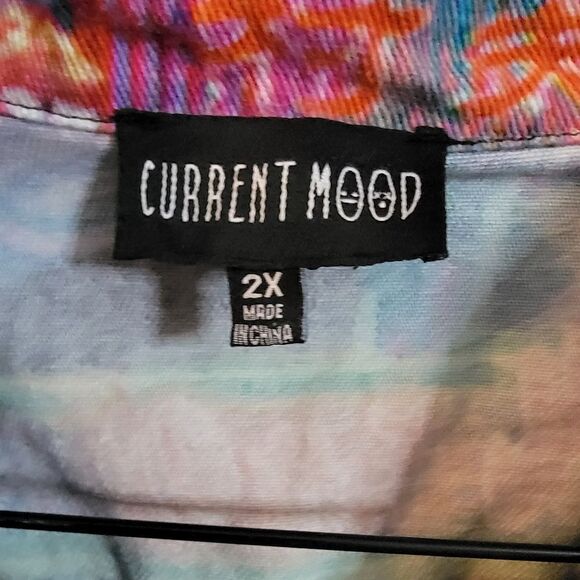 CURRENT MOOD
2X
MADE
IN CHINA